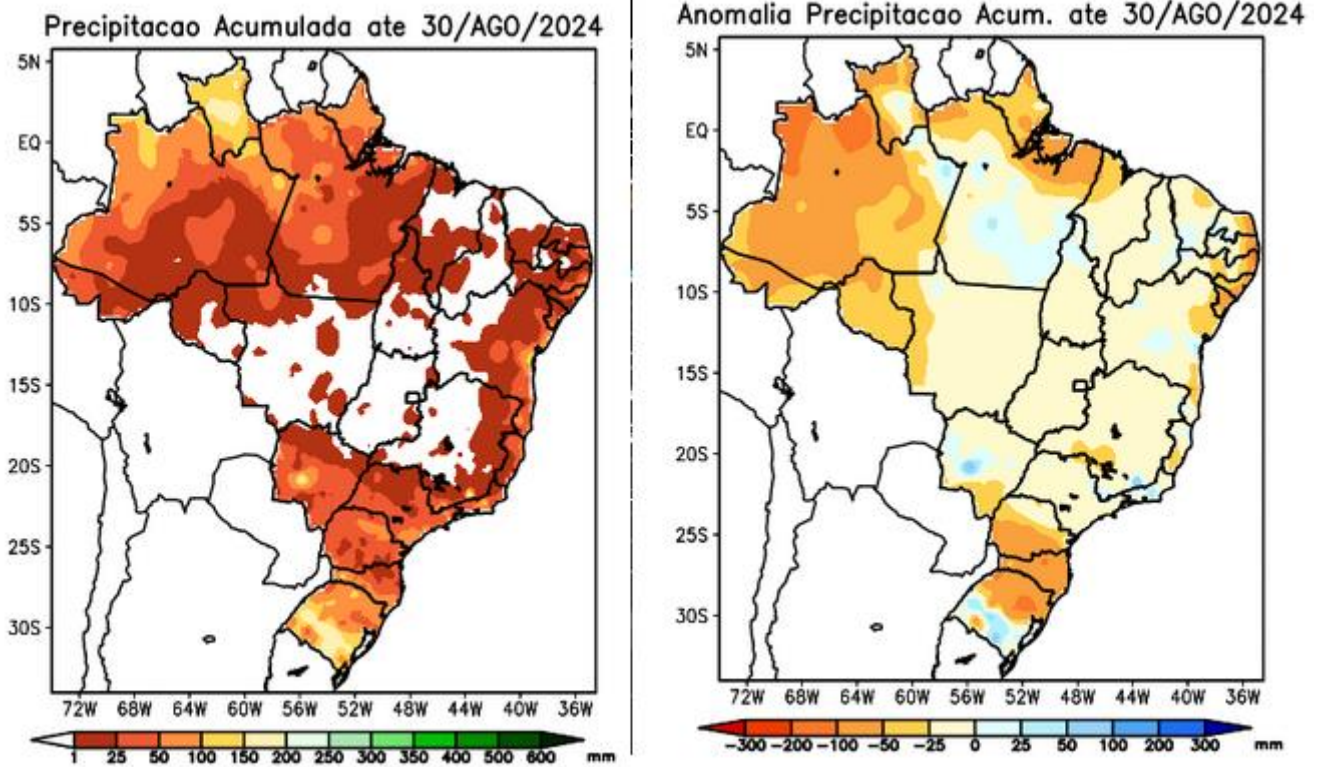 Precipitacao Acumulada ate 30/AGO/2024
5N
EQ
5S
10S
15S
20S
25S
30S
72W 68W 64W 60W 56W 52W 48W 44W 40W 36W
1 25 50 100 150 200 250 300 350 400 500 600 mm
Anomalia Precipitacao Acum. ate 30/AGO/2024
5N
EQ
5S
10S
15S
20S
25S
30S
72W 68W 64W 60W 56W 52W 48W 44W 40W 36W
-300 -200 -100 -50 -25 0 25 50 100 200 300 mm